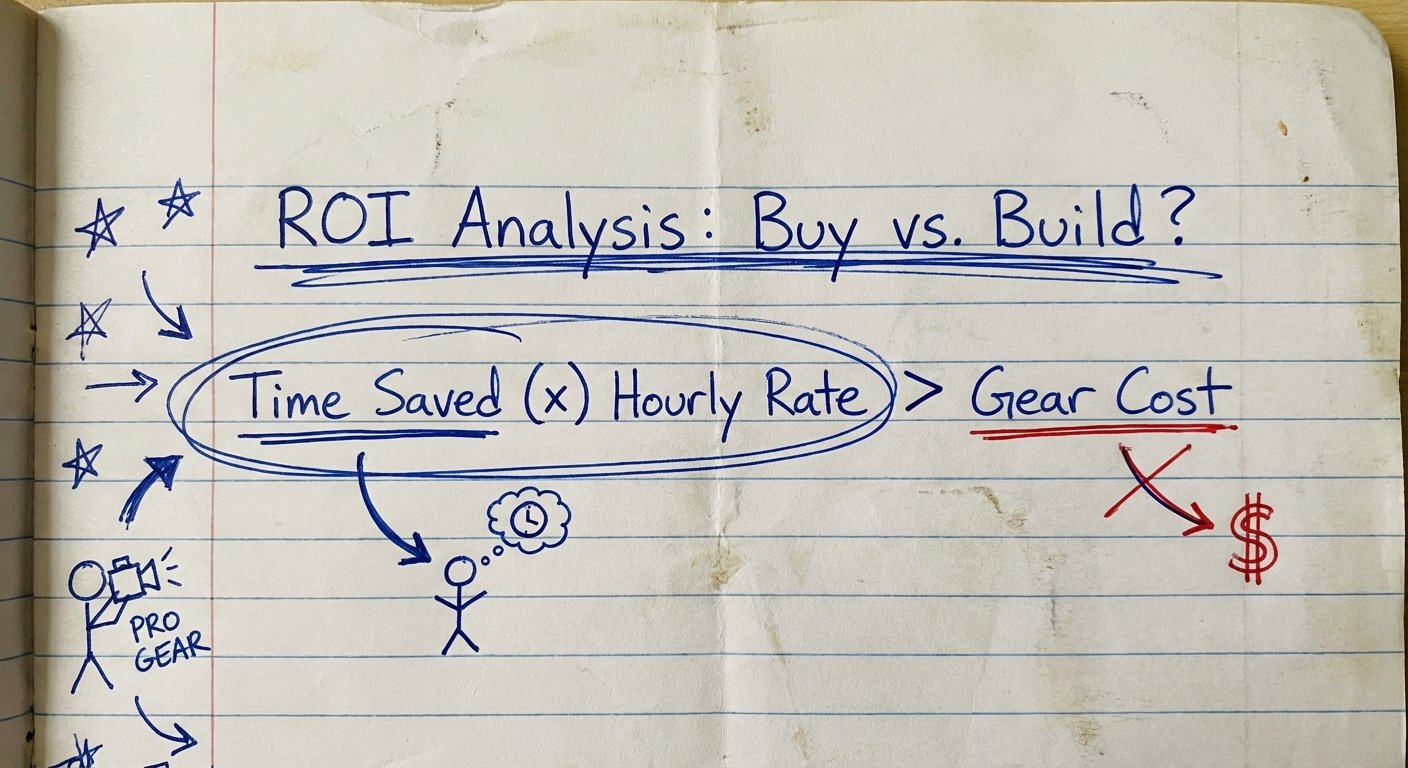 ROI Analysis: Buy vs. Build?
Time Saved (x) Hourly Rate > Gear Cost
$
PRO
GEAR